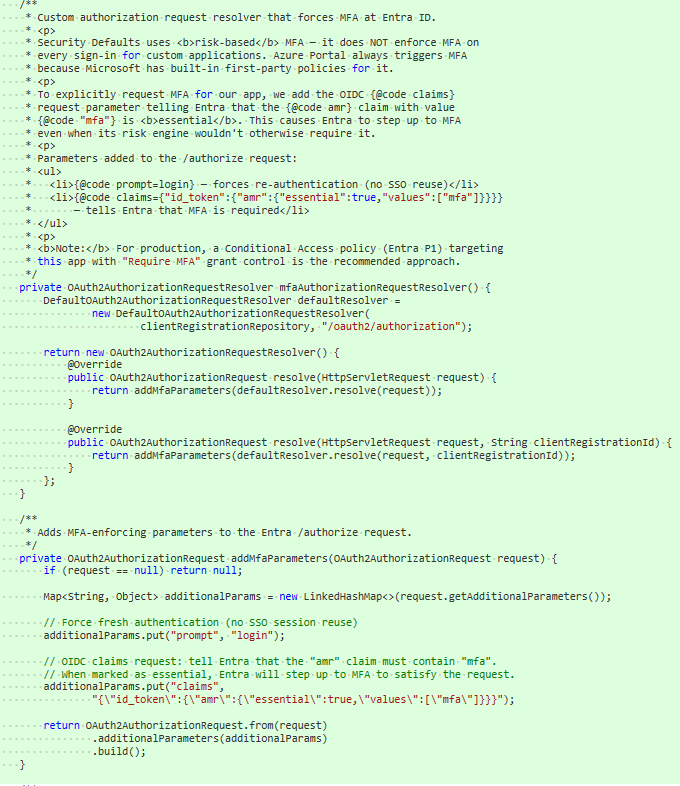 /**
 * Custom authorization request resolver that forces MFA at Entra ID.
 * <p>
 * Security Defaults uses <b>risk-based</b> MFA — it does NOT enforce MFA on
 * every sign-in for custom applications. Azure Portal always triggers MFA
 * because Microsoft has built-in first-party policies for it.
 * <p>
 * To explicitly request MFA for our app, we add the OIDC {@code claims}
 * request parameter telling Entra that the {@code amr} claim with value
 * {@code "mfa"} is <b>essential</b>. This causes Entra to step up to MFA
 * even when its risk engine wouldn't otherwise require it.
 * <p>
 * Parameters added to the /authorize request:
 * <ul>
 *   <li>{@code prompt=login} — forces re-authentication (no SSO reuse)</li>
 *   <li>{@code claims={"id_token":{"amr":{"essential":true,"values":["mfa"]}}}}
 *       — tells Entra that MFA is required</li>
 * </ul>
 * <p>
 * <b>Note:</b> For production, a Conditional Access policy (Entra P1) targeting
 * this app with "Require MFA" grant control is the recommended approach.
 */
private OAuth2AuthorizationRequestResolver mfaAuthorizationRequestResolver() {
    DefaultOAuth2AuthorizationRequestResolver defaultResolver =
            new DefaultOAuth2AuthorizationRequestResolver(
                    clientRegistrationRepository, "/oauth2/authorization");

    return new OAuth2AuthorizationRequestResolver() {
        @Override
        public OAuth2AuthorizationRequest resolve(HttpServletRequest request) {
            return addMfaParameters(defaultResolver.resolve(request));
        }

        @Override
        public OAuth2AuthorizationRequest resolve(HttpServletRequest request, String clientRegistrationId) {
            return addMfaParameters(defaultResolver.resolve(request, clientRegistrationId));
        }
    };
}

/**
 * Adds MFA-enforcing parameters to the Entra /authorize request.
 */
private OAuth2AuthorizationRequest addMfaParameters(OAuth2AuthorizationRequest request) {
    if (request == null) return null;

    Map<String, Object> additionalParams = new LinkedHashMap<>(request.getAdditionalParameters());

    // Force fresh authentication (no SSO session reuse)
    additionalParams.put("prompt", "login");

    // OIDC claims request: tell Entra that the "amr" claim must contain "mfa".
    // When marked as essential, Entra will step up to MFA to satisfy the request.
    additionalParams.put("claims",
            "{\"id_token\":{\"amr\":{\"essential\":true,\"values\":[\"mfa\"]}}}");

    return OAuth2AuthorizationRequest.from(request)
            .additionalParameters(additionalParams)
            .build();
}